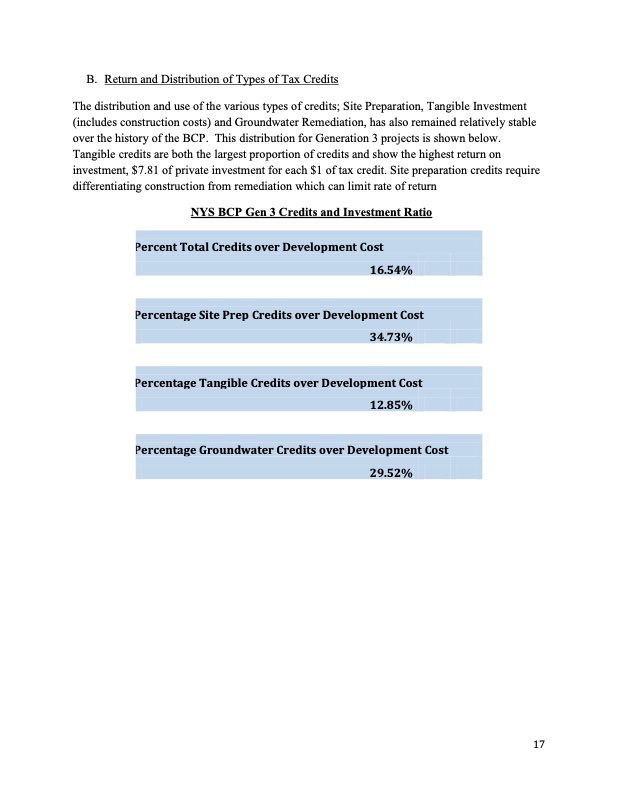 B. Return and Distribution of Types of Tax Credits
The distribution and use of the various types of credits; Site Preparation, Tangible Investment
(includes construction costs) and Groundwater Remediation, has also remained relatively stable
over the history of the BCP. This distribution for Generation 3 projects is shown below.
Tangible credits are both the largest proportion of credits and show the highest return on
investment, $7.81 of private investment for each $1 of tax credit. Site preparation credits require
differentiating construction from remediation which can limit rate of return
NYS BCP Gen 3 Credits and Investment Ratio
Percent Total Credits over Development Cost
16.54%
Percentage Site Prep Credits over Development Cost
34.73%
Percentage Tangible Credits over Development Cost
12.85%
Percentage Groundwater Credits over Development Cost
29.52%
17